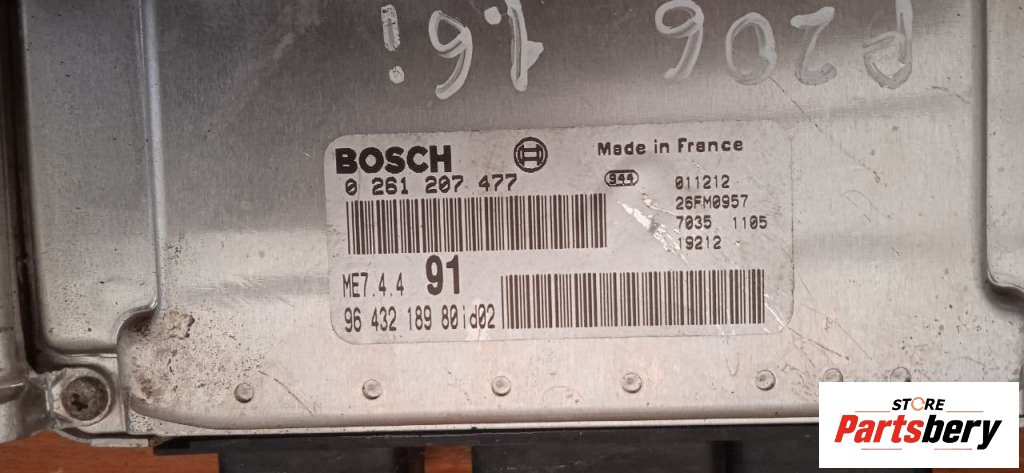 P206 1.6i
BOSCH
Made in France
0 261 207 477
944
011212
26FM0957
7035 1105
19212
ME7.4.4 91
96 432 189 80id02
STORE
Partsbery